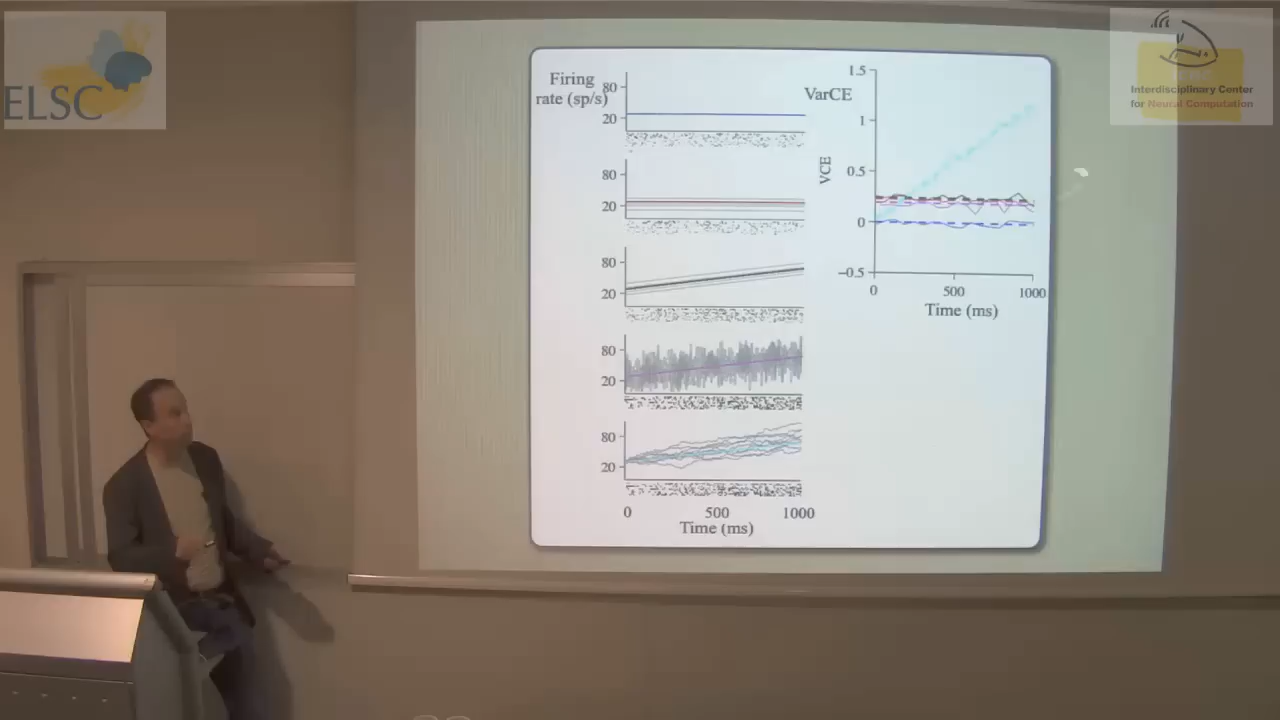 ELSC
Interdisciplinary Center
for Neural Computation
Firing
rate (sp/s)
80
20
80
20
80
20
80
20
80
20
0
500
1000
Time (ms)
VarCE
VCE
1.5
1
0.5
0
−0.5
0
500
1000
Time (ms)